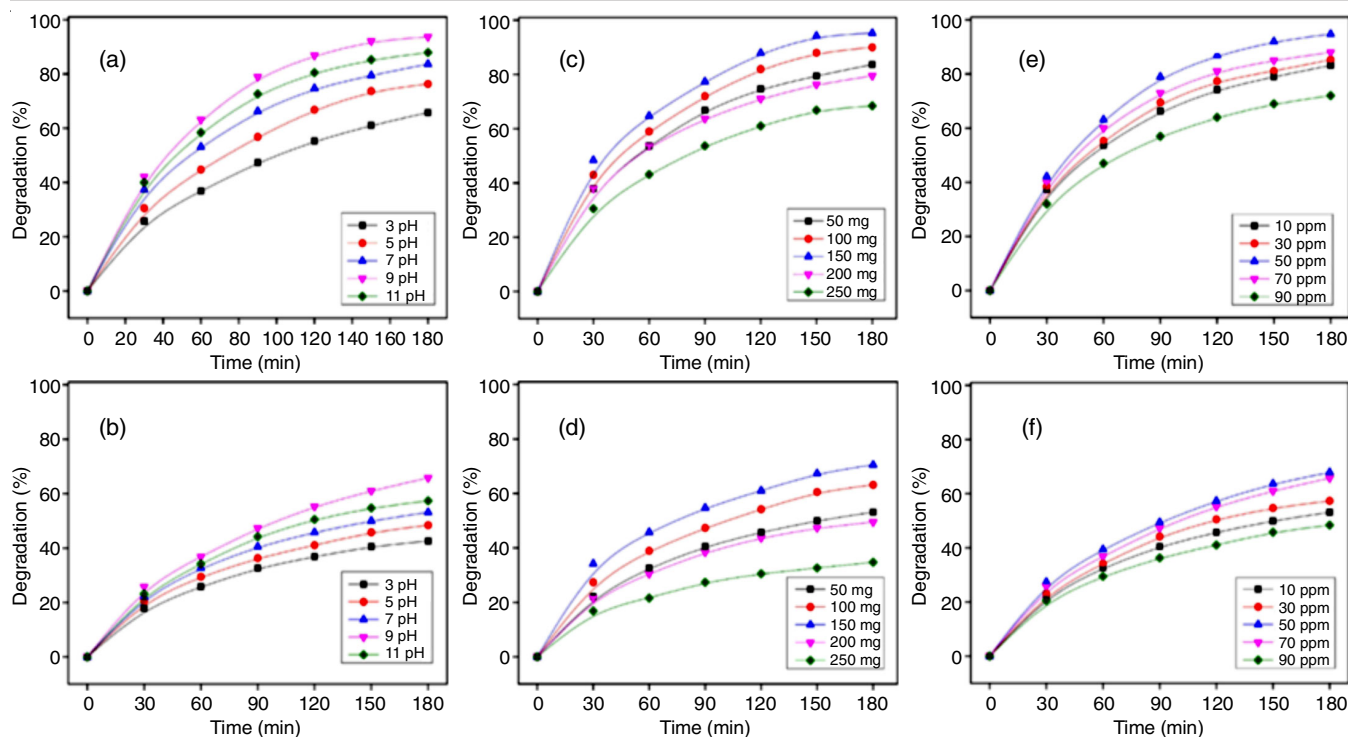 (a)
Degradation (%)
100
80
60
40
20
0
3 pH
5 pH
7 pH
9 pH
11 pH
0 20 40 60 80 100 120 140 160 180
Time (min)
(c)
Degradation (%)
100
80
60
40
20
0
50 mg
100 mg
150 mg
200 mg
250 mg
0 30 60 90 120 150 180
Time (min)
(e)
Degradation (%)
100
80
60
40
20
0
10 ppm
30 ppm
50 ppm
70 ppm
90 ppm
0 30 60 90 120 150 180
Time (min)
(b)
Degradation (%)
100
80
60
40
20
0
3 pH
5 pH
7 pH
9 pH
11 pH
0 30 60 90 120 150 180
Time (min)
(d)
Degradation (%)
100
80
60
40
20
0
50 mg
100 mg
150 mg
200 mg
250 mg
0 30 60 90 120 150 180
Time (min)
(f)
Degradation (%)
100
80
60
40
20
0
10 ppm
30 ppm
50 ppm
70 ppm
90 ppm
0 30 60 90 120 150 180
Time (min)